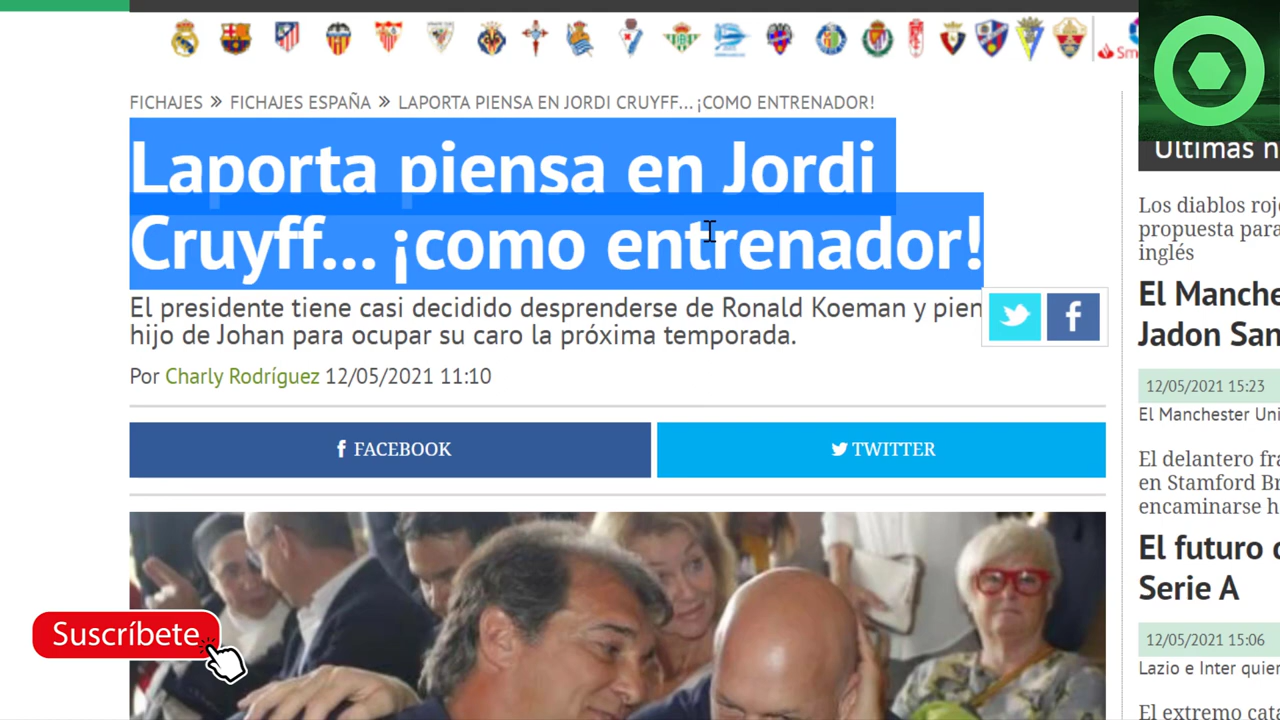 FICHAJES » FICHAJES ESPAÑA » LAPORTA PIENSA EN JORDI CRUYFF... ¡COMO ENTRENADOR!
Laporta piensa en Jordi
Cruyff... ¡como entrenador!
El presidente tiene casi decidido desprenderse de Ronald Koeman y pien
hijo de Johan para ocupar su caro la próxima temporada.
Por Charly Rodríguez 12/05/2021 11:10
FACEBOOK
TWITTER
Suscríbete
Últimas n
Los diablos roj
propuesta para
inglés
El Manche
Jadon San
12/05/2021 15:23
El Manchester Uni
El delantero fra
en Stamford Br
encaminarse h
El futuro
Serie A
12/05/2021 15:06
Lazio e Inter quier
El extremo cata